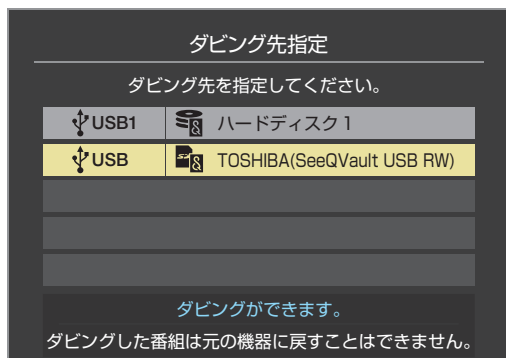 ダビング先指定
ダビング先を指定してください。
USB1 ハードディスク1
USB TOSHIBA(SeeQVault USB RW)
ダビングができます。
ダビングした番組は元の機器に戻すことはできません。